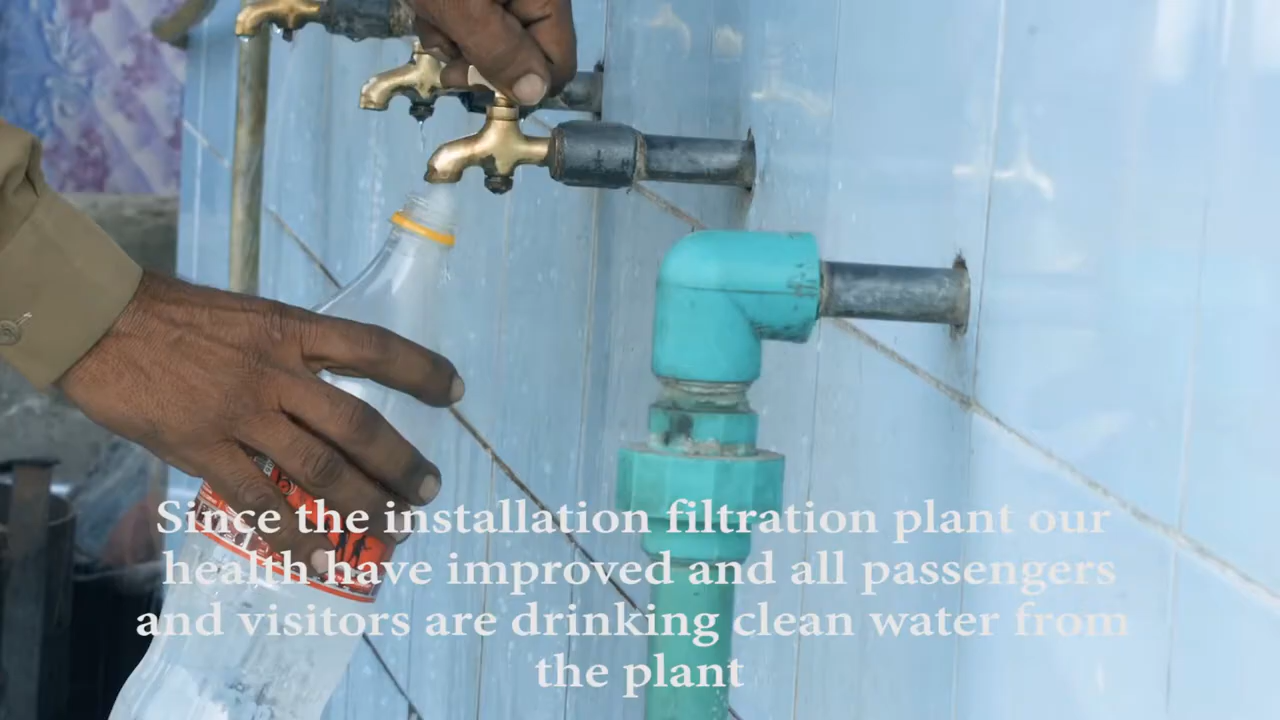 Since the installation filtration plant our
health have improved and all passengers
and visitors are drinking clean water from
the plant